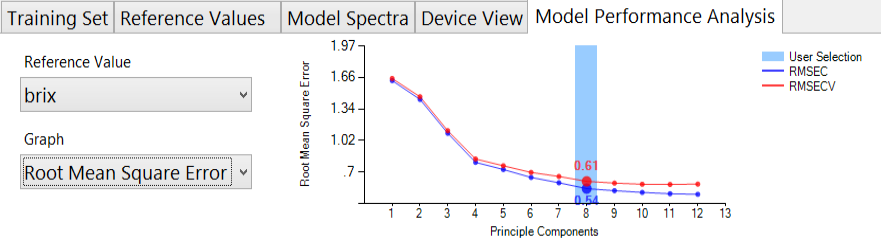 Training Set Reference Values Model Spectra Device View Model Performance Analysis
Reference Value
brix
Graph
Root Mean Square Error
Root Mean Square Error
1.97
1.66
1.34
1.02
.7
0.61
0.54
1 2 3 4 5 6 7 8 9 10 11 12 13
Principle Components
User Selection
RMSEC
RMSECV